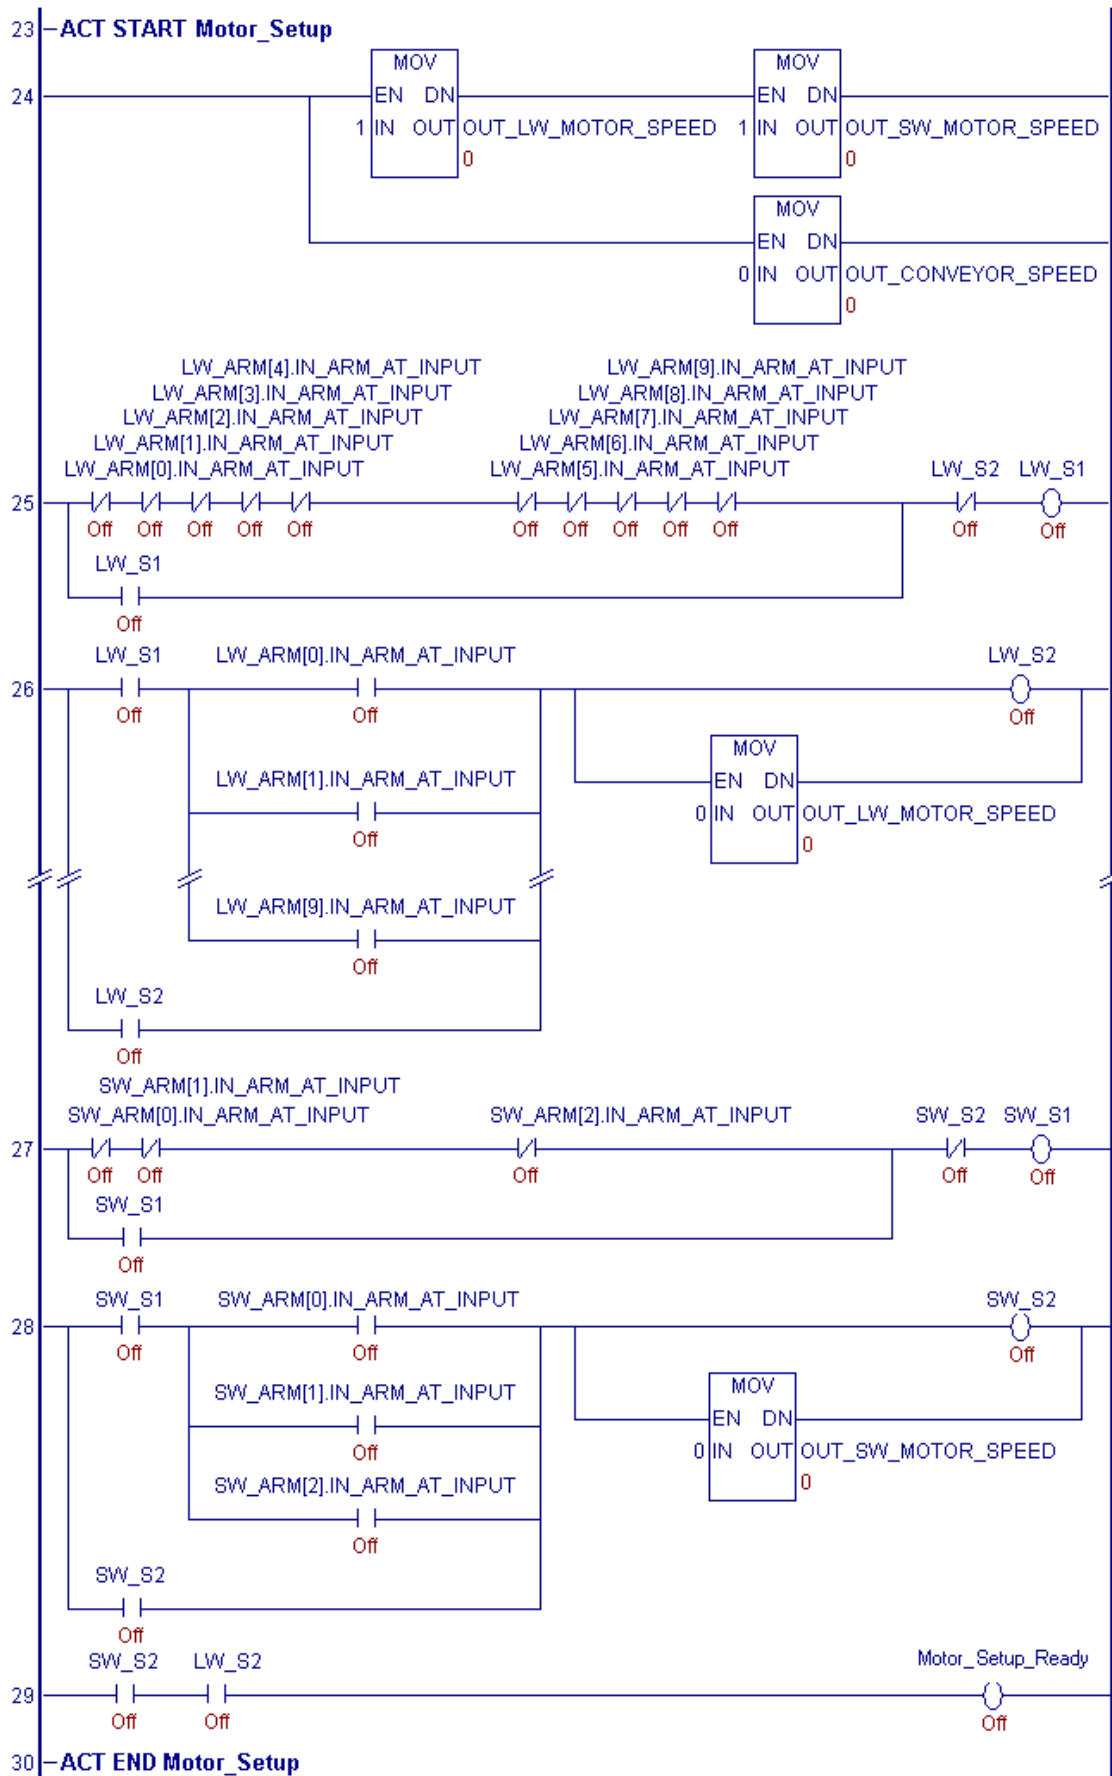 23 ACT START Motor_Setup
MOV MOV
24 EN DN EN DN
1 IN OUT OUT_LW_MOTOR_SPEED 1 IN OUT OUT_SW_MOTOR_SPEED
0 0
MOV
EN DN
0 IN OUT OUT_CONVEYOR_SPEED
0
LW_ARM[4].IN_ARM_AT_INPUT LW_ARM[9].IN_ARM_AT_INPUT
LW_ARM[3].IN_ARM_AT_INPUT LW_ARM[8].IN_ARM_AT_INPUT
LW_ARM[2].IN_ARM_AT_INPUT LW_ARM[7].IN_ARM_AT_INPUT
LW_ARM[1].IN_ARM_AT_INPUT LW_ARM[6].IN_ARM_AT_INPUT
LW_ARM[0].IN_ARM_AT_INPUT LW_ARM[5].IN_ARM_AT_INPUT LW_S2 LW_S1
25
Off Off Off Off Off Off Off Off Off Off Off Off
LW_S1
Off
LW_S1 LW_ARM[0].IN_ARM_AT_INPUT LW_S2
26
Off Off Off
MOV
LW_ARM[1].IN_ARM_AT_INPUT EN DN
0 IN OUT OUT_LW_MOTOR_SPEED
Off 0
LW_ARM[9].IN_ARM_AT_INPUT
Off
LW_S2
Off
SW_ARM[1].IN_ARM_AT_INPUT
SW_ARM[0].IN_ARM_AT_INPUT SW_ARM[2].IN_ARM_AT_INPUT SW_S2 SW_S1
27
Off Off Off Off Off
SW_S1
Off
SW_S1 SW_ARM[0].IN_ARM_AT_INPUT SW_S2
28
Off Off Off
MOV
SW_ARM[1].IN_ARM_AT_INPUT
EN DN
Off 0 IN OUT OUT_SW_MOTOR_SPEED
SW_ARM[2].IN_ARM_AT_INPUT 0
Off
SW_S2
Off
SW_S2 LW_S2 Motor_Setup_Ready
29
Off Off Off
30 ACT END Motor_Setup